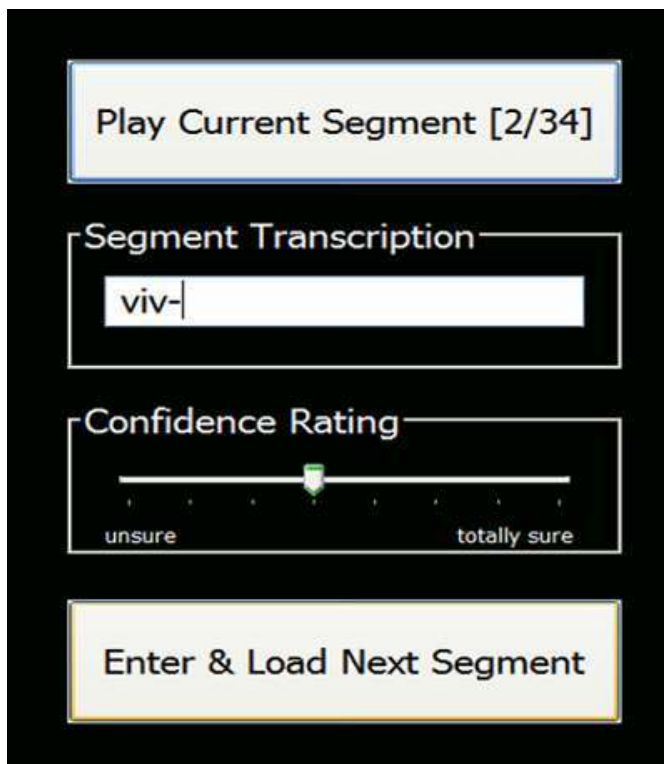 Play Current Segment [2/34]
Segment Transcription
viv-
Confidence Rating
unsure totally sure
Enter & Load Next Segment